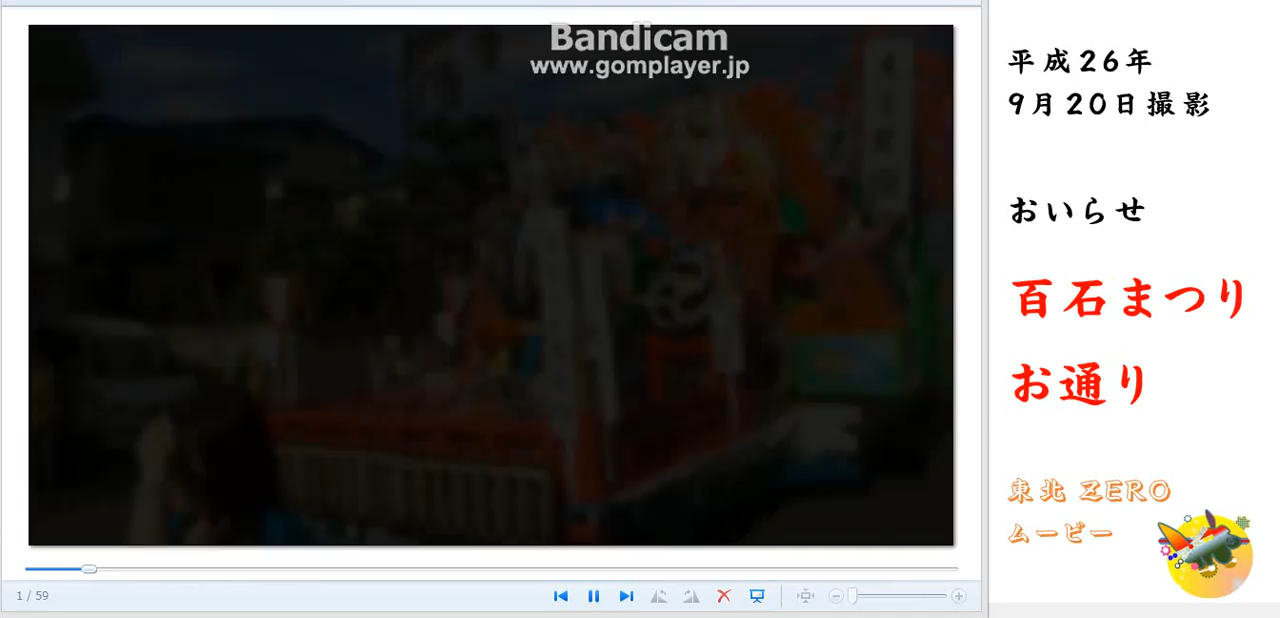 Bandicam
www.gomplayer.jp
平成26年
9月20日撮影
おいらせ
百石まつり
お通り
東北 ZERO
ムービー
1 / 59